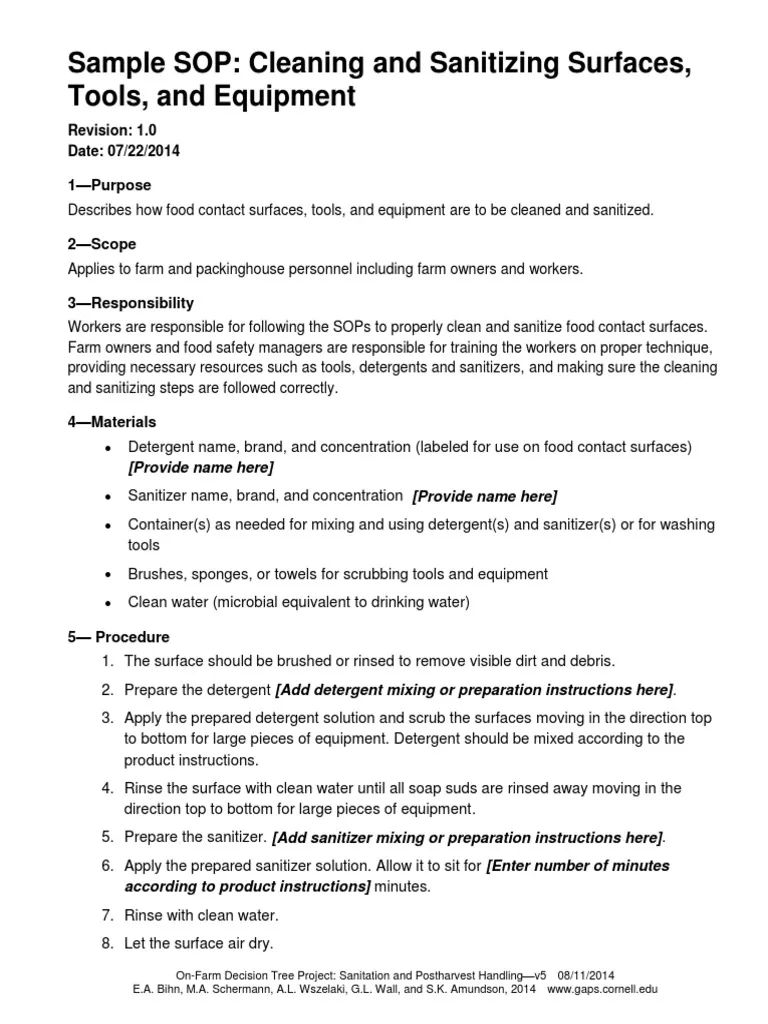 Sample SOP: Cleaning and Sanitizing Surfaces,
Tools, and Equipment
Revision: 1.0
Date: 07/22/2014
1—Purpose
Describes how food contact surfaces, tools, and equipment are to be cleaned and sanitized.
2—Scope
Applies to farm and packinghouse personnel including farm owners and workers.
3—Responsibility
Workers are responsible for following the SOPs to properly clean and sanitize food contact surfaces.
Farm owners and food safety managers are responsible for training the workers on proper technique,
providing necessary resources such as tools, detergents and sanitizers, and making sure the cleaning
and sanitizing steps are followed correctly.
4—Materials
• Detergent name, brand, and concentration (labeled for use on food contact surfaces)
[Provide name here]
• Sanitizer name, brand, and concentration [Provide name here]
• Container(s) as needed for mixing and using detergent(s) and sanitizer(s) or for washing
tools
• Brushes, sponges, or towels for scrubbing tools and equipment
• Clean water (microbial equivalent to drinking water)
5— Procedure
1. The surface should be brushed or rinsed to remove visible dirt and debris.
2. Prepare the detergent [Add detergent mixing or preparation instructions here].
3. Apply the prepared detergent solution and scrub the surfaces moving in the direction top
to bottom for large pieces of equipment. Detergent should be mixed according to the
product instructions.
4. Rinse the surface with clean water until all soap suds are rinsed away moving in the
direction top to bottom for large pieces of equipment.
5. Prepare the sanitizer. [Add sanitizer mixing or preparation instructions here].
6. Apply the prepared sanitizer solution. Allow it to sit for [Enter number of minutes
according to product instructions] minutes.
7. Rinse with clean water.
8. Let the surface air dry.
On-Farm Decision Tree Project: Sanitation and Postharvest Handling—v5 08/11/2014
E.A. Bihn, M.A. Schermann, A.L. Wszelaki, G.L. Wall, and S.K. Amundson, 2014 www.gaps.cornell.edu